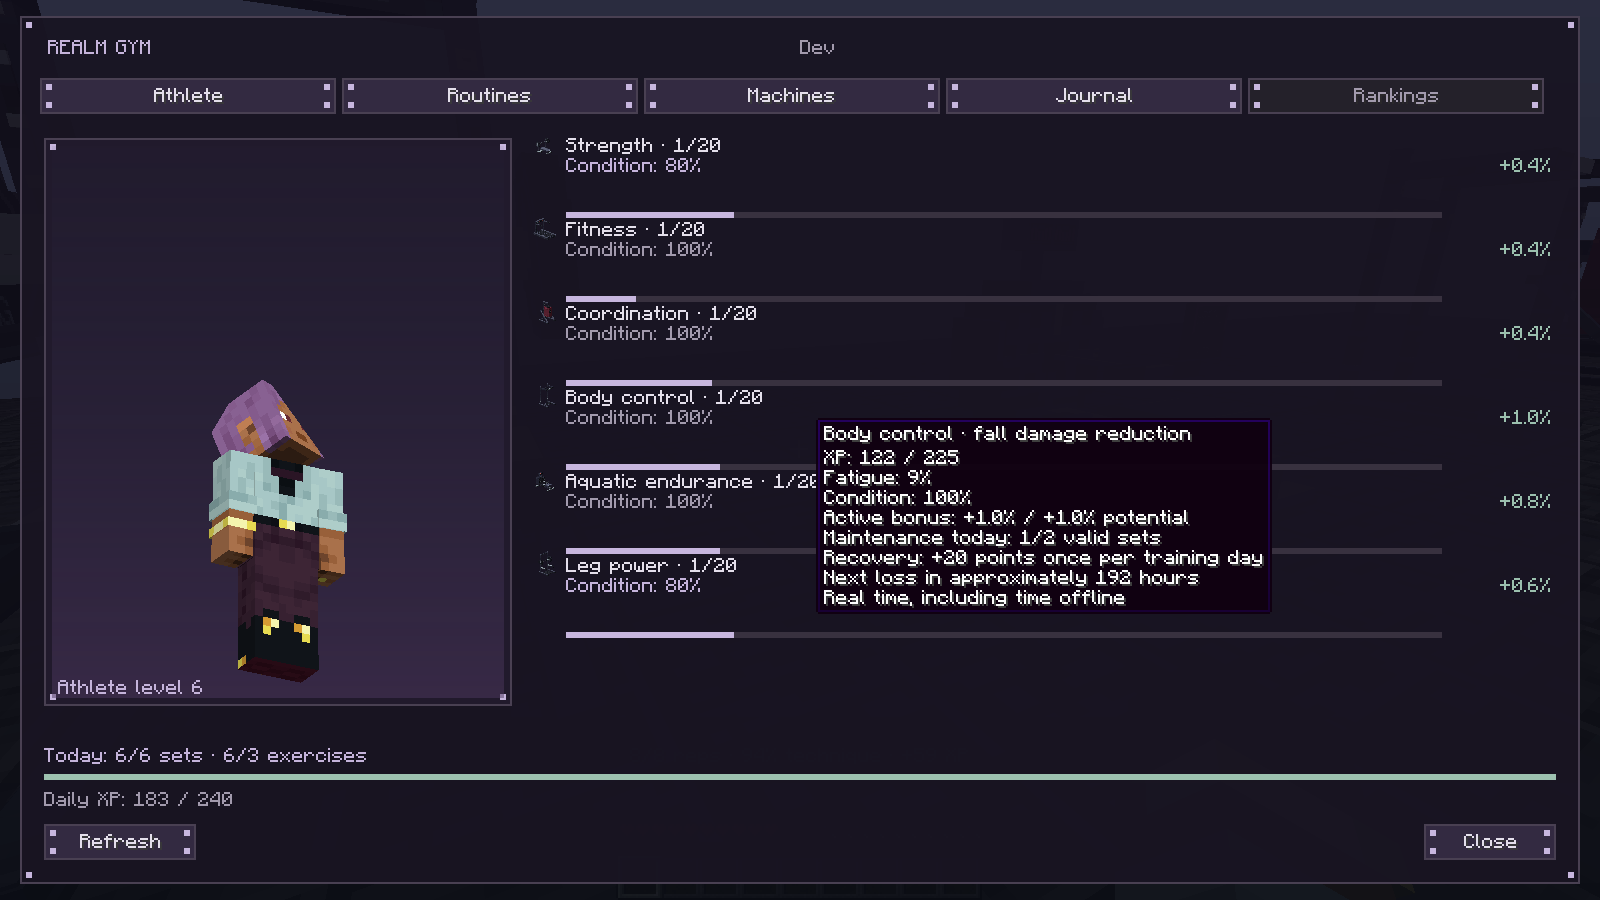 REALM GYM
Dev
Athlete
Routines
Machines
Journal
Rankings
Strength · 1/20
Condition: 80%
+0.4%
Fitness · 1/20
Condition: 100%
+0.4%
Coordination · 1/20
Condition: 100%
+0.4%
Body control · 1/20
Condition: 100%
+1.0%
Aquatic endurance · 1/20
Condition: 100%
+0.8%
Leg power · 1/20
Condition: 80%
+0.6%
Body control · fall damage reduction
XP: 122 / 225
Fatigue: 9%
Condition: 100%
Active bonus: +1.0% / +1.0% potential
Maintenance today: 1/2 valid sets
Recovery: +20 points once per training day
Next loss in approximately 192 hours
Real time, including time offline
Athlete level 6
Today: 6/6 sets · 6/3 exercises
Daily XP: 183 / 240
Refresh
Close